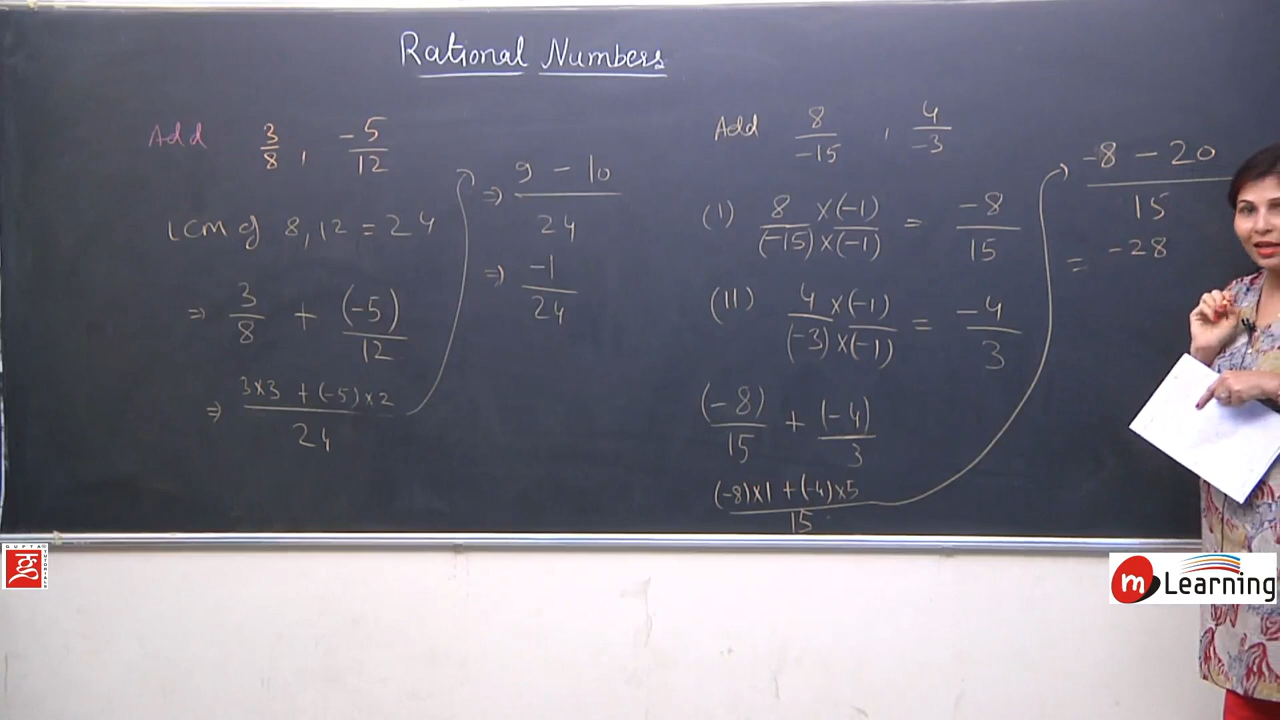 Rational Numbers
Add 3/8, -5/12
LCM of 8, 12 = 24
⇒ 3/8 + (-5)/12
⇒ 3×3 + (-5)×2 / 24
⇒ 9 - 10 / 24
⇒ -1/24
Add 8/-15, 4/-3
(I) 8×(-1) / (-15)×(-1) = -8/15
(II) 4×(-1) / (-3)×(-1) = -4/3
(-8)/15 + (-4)/3
(-8)×1 + (-4)×5 / 15
-8 - 20 / 15
= -28
GUPTA TUTORIALS
mLearning